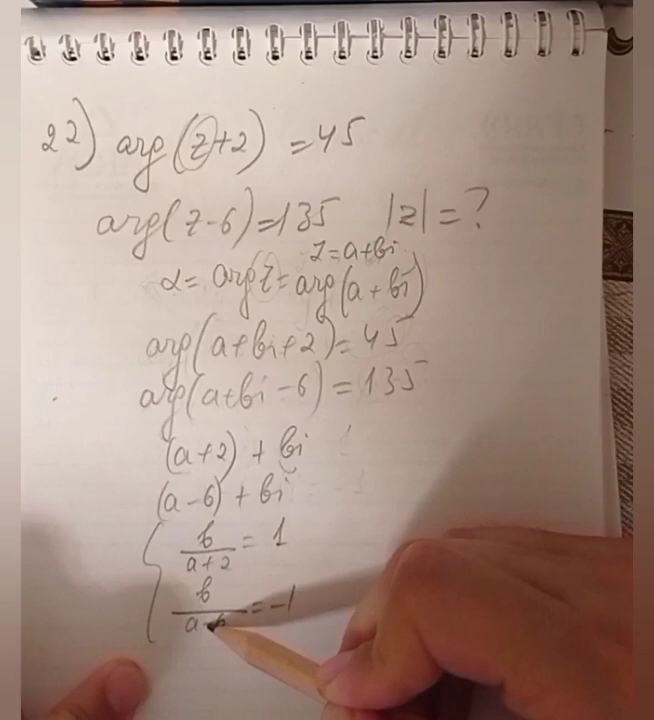 22) arg(z+2) = 45
arg(z-6)=135 |z|=?
z=a+bi
α= arg z= arg(a+bi)
arg(a+bi+2)=45
arg(a+bi-6)=135
(a+2) + bi
(a-6) + bi
b/(a+2) = 1
b/(a-6) = -1